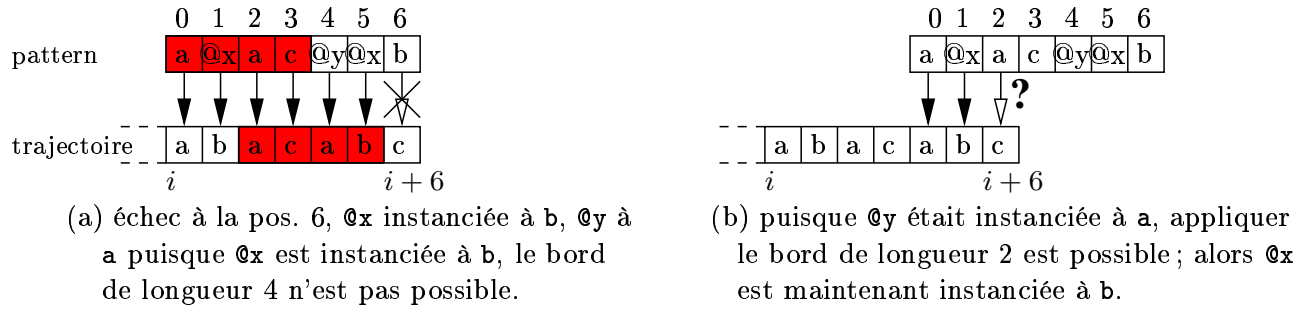 0 1 2 3 4 5 6
pattern a @x a c @y @x b
trajectoire a b a c a b c
i i + 6
(a) échec à la pos. 6, @x instanciée à b, @y à
a puisque @x est instanciée à b, le bord
de longueur 4 n'est pas possible.
0 1 2 3 4 5 6
a @x a c @y @x b
?
a b a c a b c
i i + 6
(b) puisque @y était instanciée à a, appliquer
le bord de longueur 2 est possible ; alors @x
est maintenant instanciée à b.